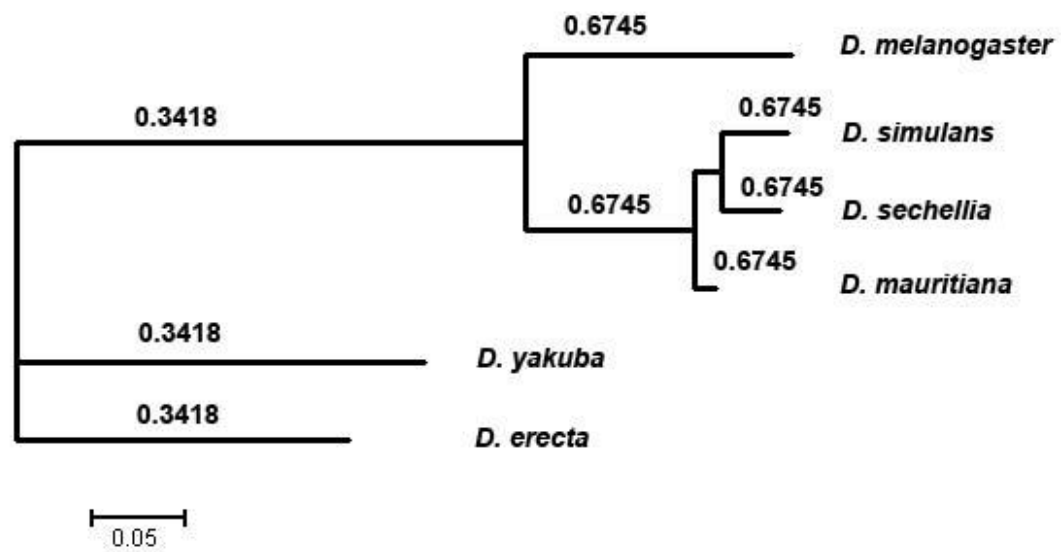 0.6745
D. melanogaster
0.3418
0.6745
D. simulans
0.6745
0.6745
D. sechellia
0.6745
D. mauritiana
0.3418
D. yakuba
0.3418
D. erecta
0.05